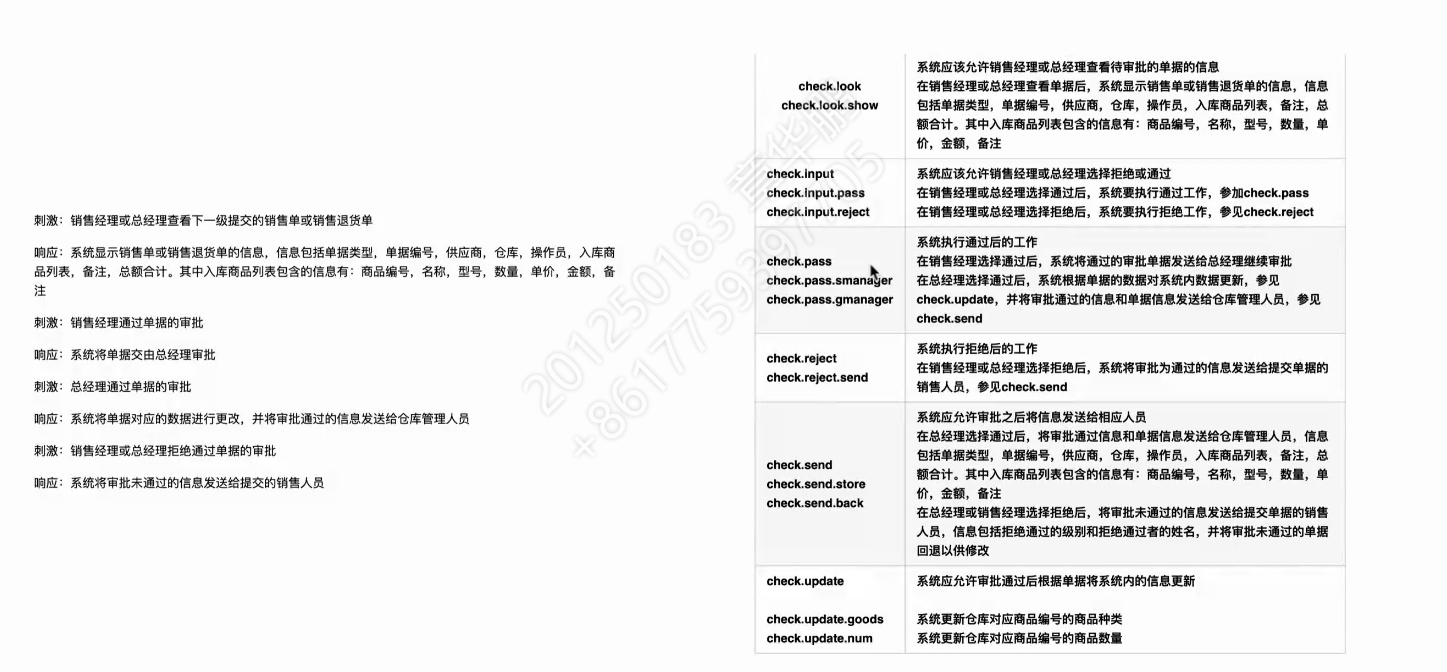 刺激：销售经理或总经理查看下一级提交的销售单或销售退货单
响应：系统显示销售单或销售退货单的信息，信息包括单据类型，单据编号，供应商，仓库，操作员，入库商
品列表，备注，总额合计。其中入库商品列表包含的信息有：商品编号，名称，型号，数量，单价，金额，备
注
刺激：销售经理通过单据的审批
响应：系统将单据交由总经理审批
刺激：总经理通过单据的审批
响应：系统将单据对应的数据进行更改，并将审批通过的信息发送给仓库管理人员
刺激：销售经理或总经理拒绝通过单据的审批
响应：系统将审批未通过的信息发送给提交的销售人员
check.look
check.look.show
系统应该允许销售经理或总经理查看待审批的单据的信息
在销售经理或总经理查看单据后，系统显示销售单或销售退货单的信息，信息
包括单据类型，单据编号，供应商，仓库，操作员，入库商品列表，备注，总
额合计。其中入库商品列表包含的信息有：商品编号，名称，型号，数量，单
价，金额，备注
check.input
check.input.pass
check.input.reject
系统应该允许销售经理或总经理选择拒绝或通过
在销售经理或总经理选择通过后，系统要执行通过工作，参加check.pass
在销售经理或总经理选择拒绝后，系统要执行拒绝工作，参见check.reject
check.pass
check.pass.smanager
check.pass.gmanager
系统执行通过后的工作
在销售经理选择通过后，系统将通过的审批单据发送给总经理继续审批
在总经理选择通过后，系统根据单据的数据对系统内数据更新，参见
check.update，并将审批通过的信息和单据信息发送给仓库管理人员，参见
check.send
check.reject
check.reject.send
系统执行拒绝后的工作
在销售经理或总经理选择拒绝后，系统将审批为通过的信息发送给提交单据的
销售人员，参见check.send
check.send
check.send.store
check.send.back
系统应允许审批之后将信息发送给相应人员
在总经理选择通过后，将审批通过信息和单据信息发送给仓库管理人员，信息
包括单据类型，单据编号，供应商，仓库，操作员，入库商品列表，备注，总
额合计。其中入库商品列表包含的信息有：商品编号，名称，型号，数量，单
价，金额，备注
在总经理或销售经理选择拒绝后，将审批未通过的信息发送给提交单据的销售
人员，信息包括拒绝通过的级别和拒绝通过者的姓名，并将审批未通过的单据
回退以供修改
check.update
系统应允许审批通过后根据单据将系统内的信息更新
check.update.goods
系统更新仓库对应商品编号的商品种类
check.update.num
系统更新仓库对应商品编号的商品数量
201250183 章华鹏
+8617759397705